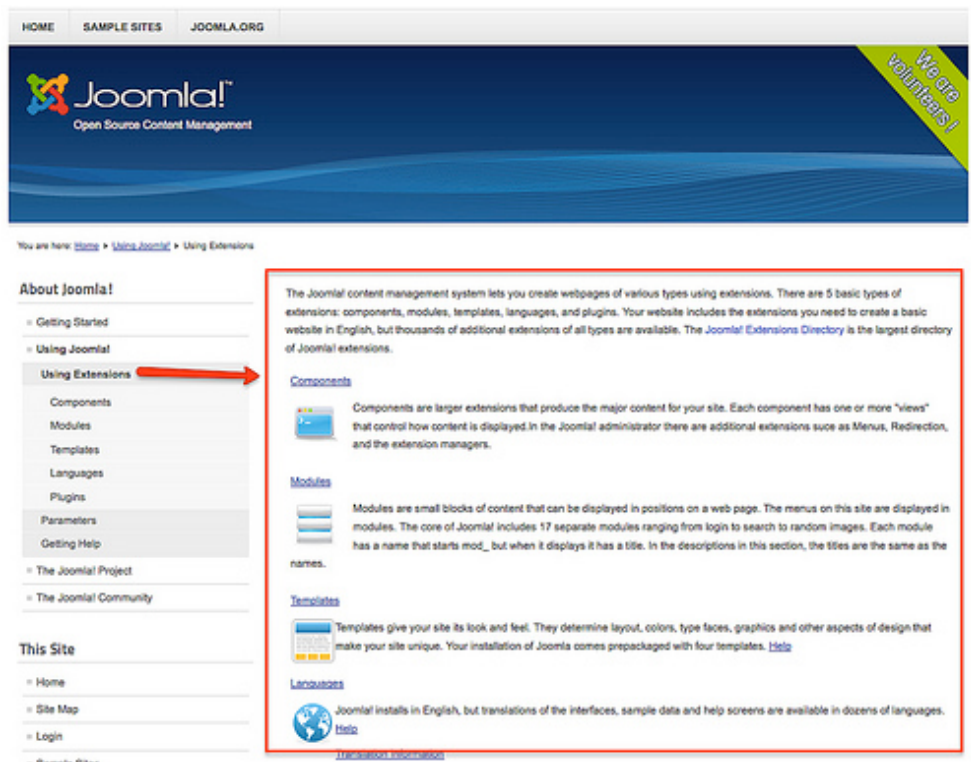 HOME SAMPLE SITES JOOMLA.ORG
Joomla!™
Open Source Content Management
We are
volunteers!
You are here: Home ▸ Using Joomla! ▸ Using Extensions
About Joomla!
Getting Started
Using Joomla!
Using Extensions
Components
Modules
Templates
Languages
Plugins
Parameters
Getting Help
The Joomla! Project
The Joomla! Community
This Site
Home
Site Map
Login
Sample Sites
The Joomla! content management system lets you create webpages of various types using extensions. There are 5 basic types of
extensions: components, modules, templates, languages, and plugins. Your website includes the extensions you need to create a basic
website in English, but thousands of additional extensions of all types are available. The Joomla! Extensions Directory is the largest directory
of Joomla! extensions.
Components
Components are larger extensions that produce the major content for your site. Each component has one or more "views"
that control how content is displayed.In the Joomla! administrator there are additional extensions suce as Menus, Redirection,
and the extension managers.
Modules
Modules are small blocks of content that can be displayed in positions on a web page. The menus on this site are displayed in
modules. The core of Joomla! includes 17 separate modules ranging from login to search to random images. Each module
has a name that starts mod_ but when it displays it has a title. In the descriptions in this section, the titles are the same as the
names.
Templates
Templates give your site its look and feel. They determine layout, colors, type faces, graphics and other aspects of design that
make your site unique. Your installation of Joomla comes prepackaged with four templates. Help
Languages
Joomla! installs in English, but translations of the interfaces, sample data and help screens are available in dozens of languages.
Help
Translation Information